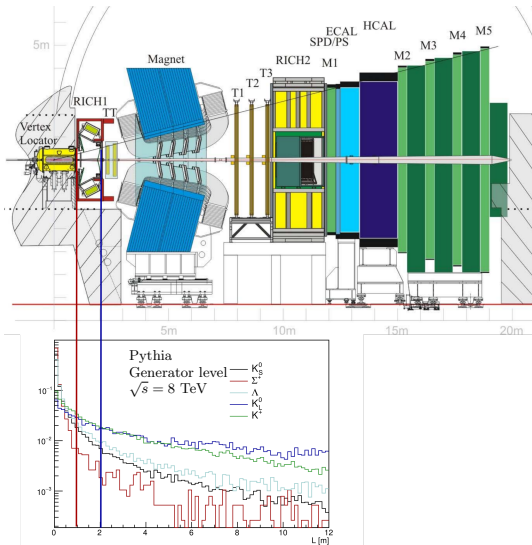 5m
Magnet
RICH1
TT
Vertex
Locator
T1
T2
T3
RICH2
SPD/PS
M1
ECAL
HCAL
M2
M3
M4
M5
5m
10m
15m
20m
Pythia
Generator level
√s = 8 TeV
K⁰_S
Σ⁺
Λ
K⁰_L
K⁺
10⁻¹
10⁻²
10⁻³
0
2
4
6
8
10
12
L [m]